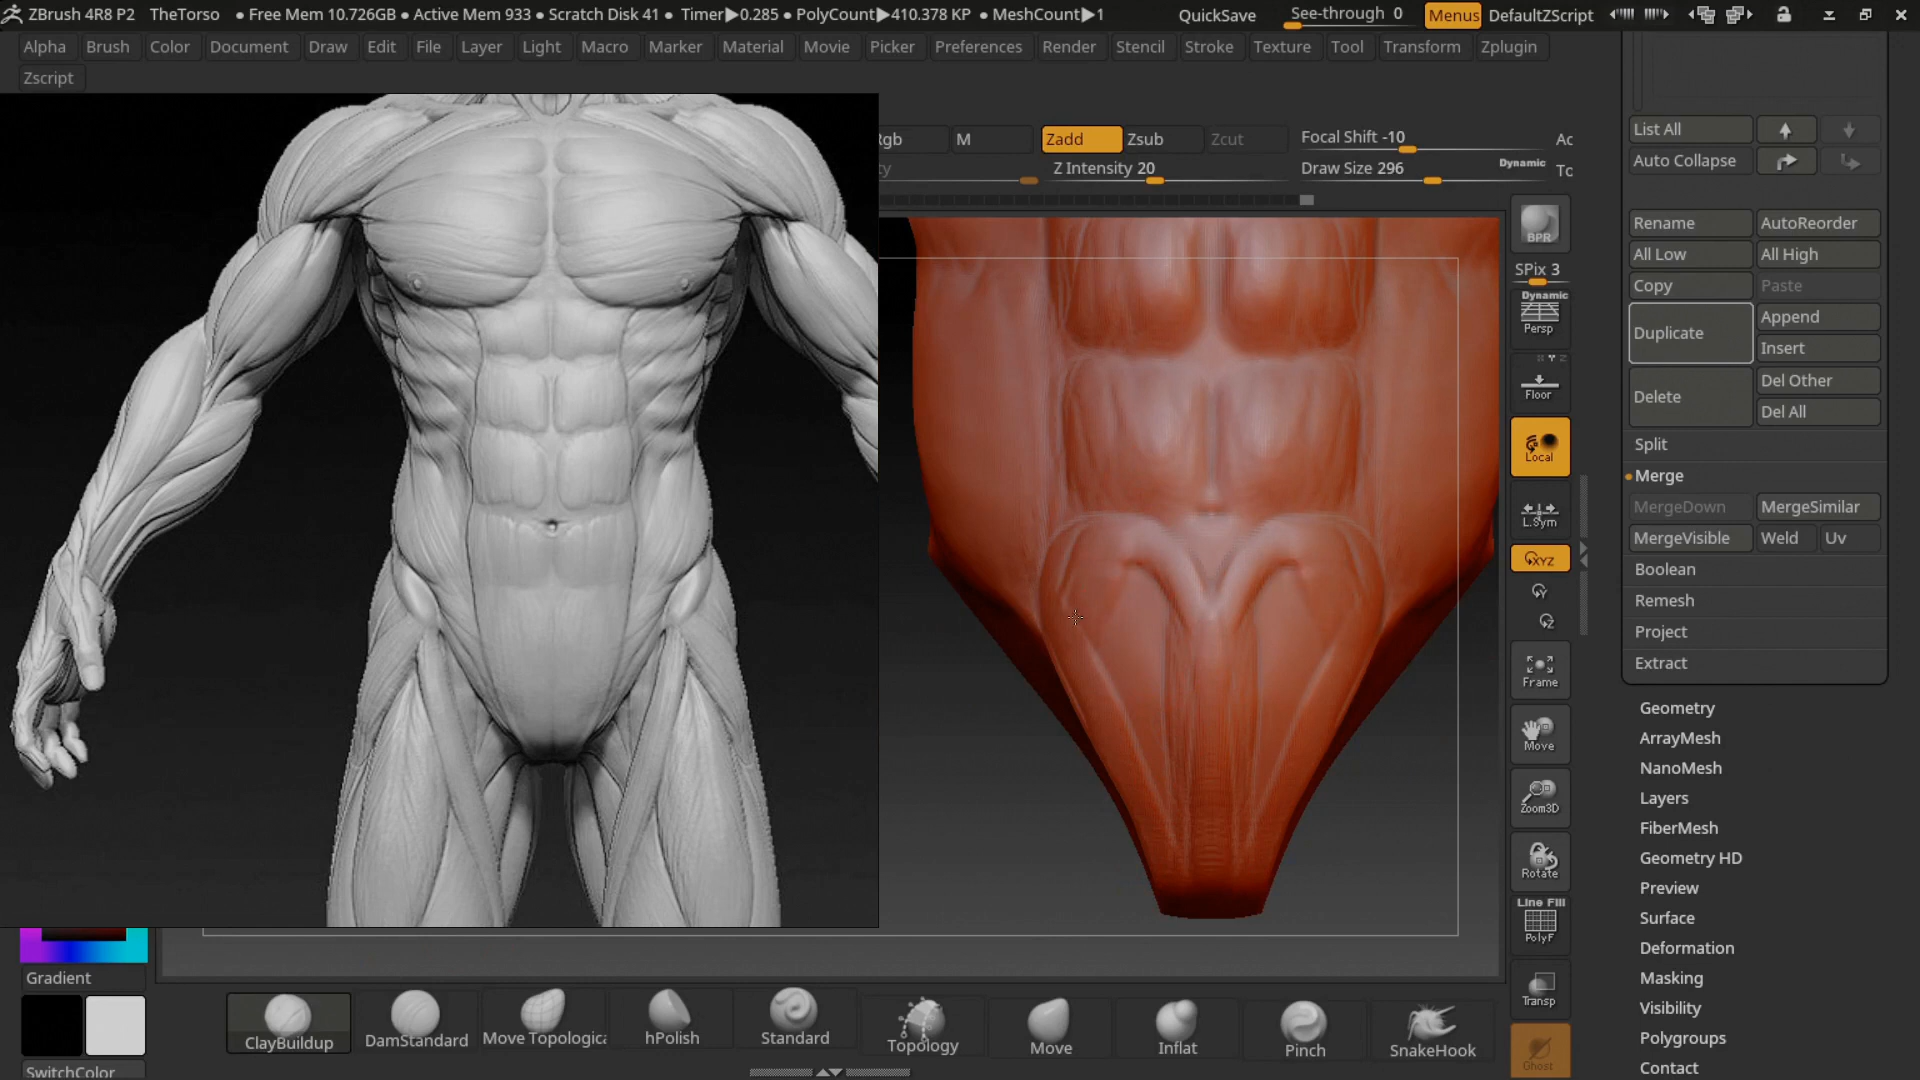 ZBrush 4R8 P2 TheTorso • Free Mem 10.726GB • Active Mem 933 • Scratch Disk 41 • Timer▶0.285 • PolyCount▶410.378 KP • MeshCount▶1 QuickSave See-through 0 Menus DefaultZScript
Alpha Brush Color Document Draw Edit File Layer Light Macro Marker Material Movie Picker Preferences Render Stencil Stroke Texture Tool Transform Zplugin
Zscript
gb M Zadd Zsub Zcut Focal Shift -10 Ac
ty Z Intensity 20 Draw Size 296 Dynamic Tc
BPR
SPix 3
Dynamic
Persp
Floor
Local
L.Sym
XYZ
Y
Z
Frame
Move
Zoom3D
Rotate
Line Fill
PolyF
Transp
Ghost
List All
Auto Collapse
Rename AutoReorder
All Low All High
Copy Paste
Duplicate Append
Insert
Delete Del Other
Del All
Split
Merge
MergeDown MergeSimilar
MergeVisible Weld Uv
Boolean
Remesh
Project
Extract
Geometry
ArrayMesh
NanoMesh
Layers
FiberMesh
Geometry HD
Preview
Surface
Deformation
Masking
Visibility
Polygroups
Contact
Gradient
SwitchColor
ClayBuildup DamStandard Move Topologica hPolish Standard Topology Move Inflat Pinch SnakeHook